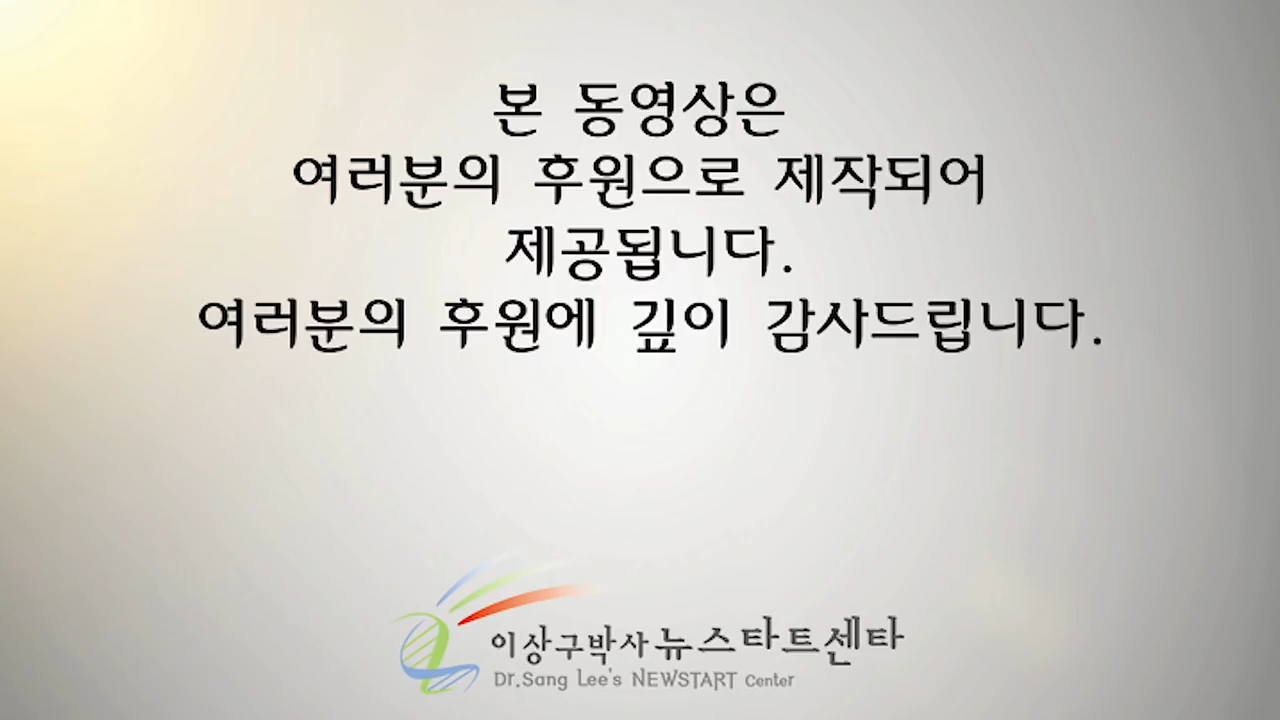 본 동영상은
여러분의 후원으로 제작되어
제공됩니다.
여러분의 후원에 깊이 감사드립니다.
이상구박사 뉴스타트센타
Dr.Sang Lee's NEWSTART Center